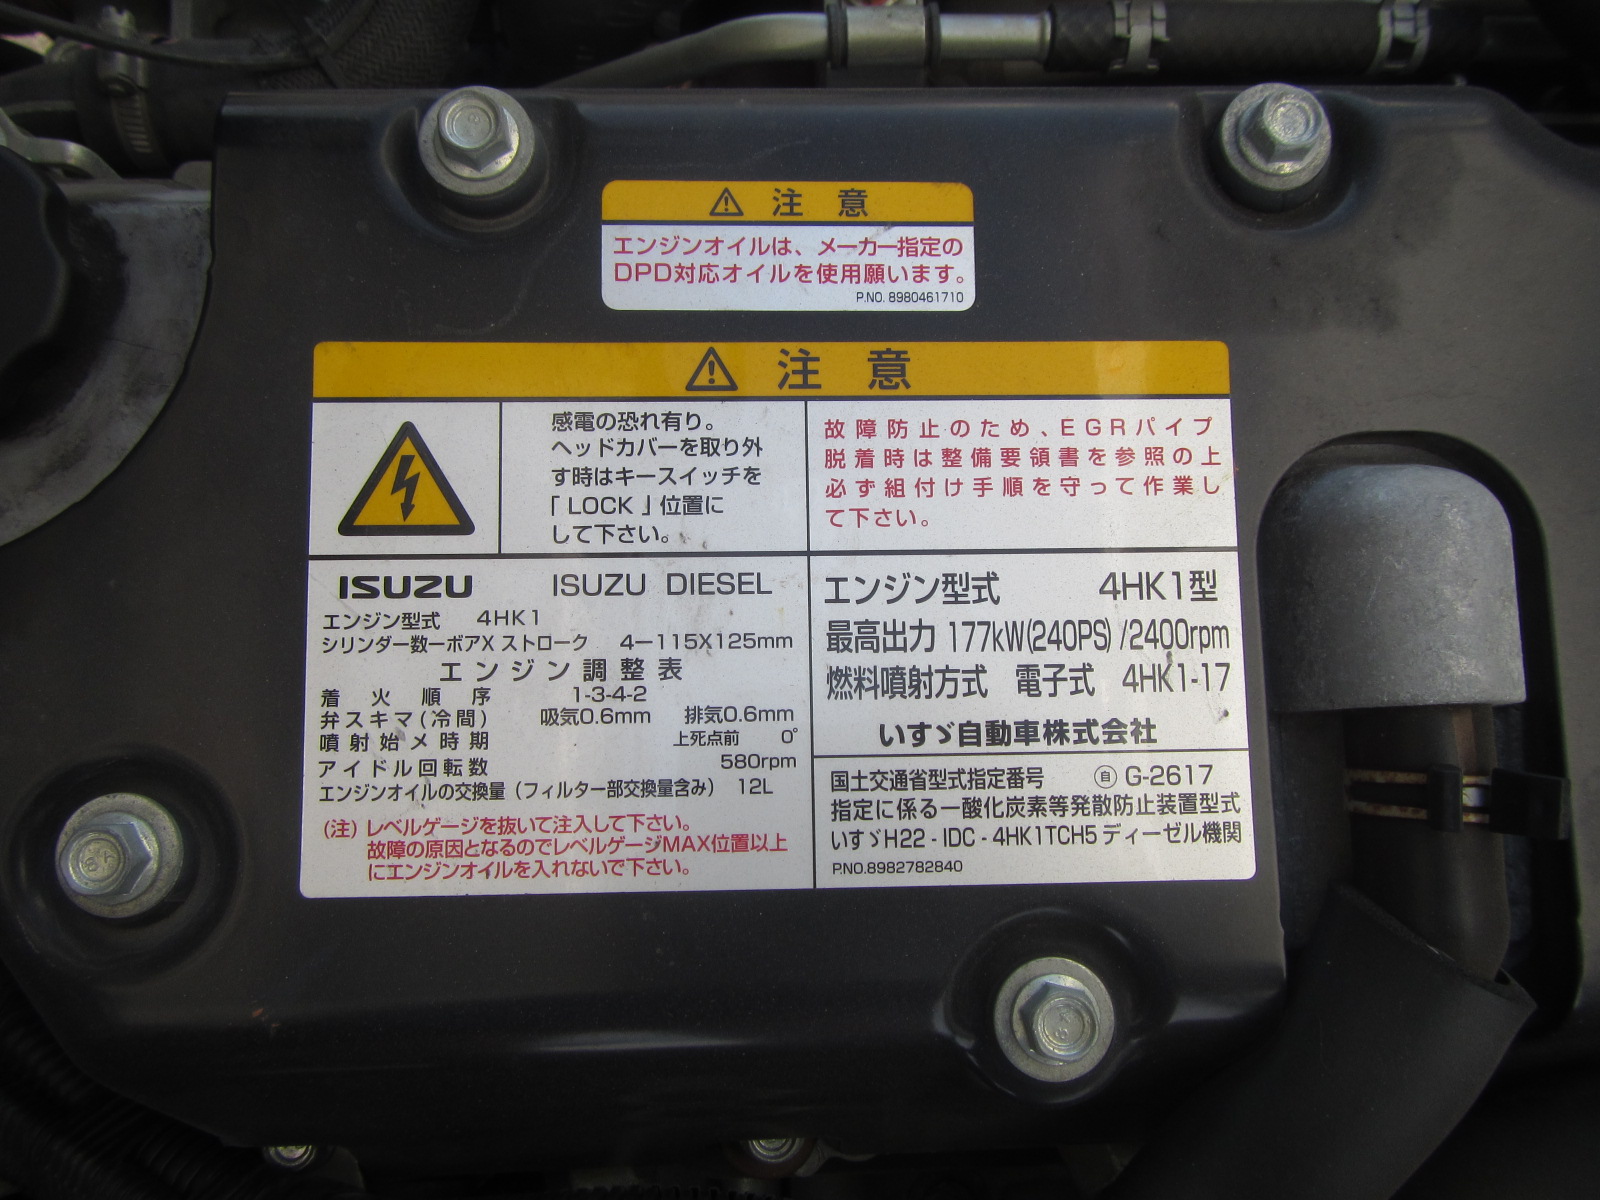 ⚠ 注 意
エンジンオイルは、メーカー指定の
DPD対応オイルを使用願います。
P.NO. 8980461710
⚠ 注 意
感電の恐れ有り。
ヘッドカバーを取り外
す時はキースイッチを
「LOCK」位置に
して下さい。
故障防止のため、EGRパイプ
脱着時は整備要領書を参照の上
必ず組付け手順を守って作業し
て下さい。
ISUZU ISUZU DIESEL
エンジン型式 4HK1
シリンダー数ーボアX ストローク 4ー115X125mm
エンジン調整表
着火順序 1-3-4-2
弁スキマ(冷間) 吸気0.6mm 排気0.6mm
噴射始メ時期 上死点前 0°
アイドル回転数 580rpm
エンジンオイルの交換量(フィルター部交換量含み) 12L
(注) レベルゲージを抜いて注入して下さい。
故障の原因となるのでレベルゲージMAX位置以上
にエンジンオイルを入れないで下さい。
エンジン型式 4HK1型
最高出力 177kW(240PS)/2400rpm
燃料噴射方式 電子式 4HK1-17
いすゞ自動車株式会社
国土交通省型式指定番号 ㊂自 G-2617
指定に係る一酸化炭素等発散防止装置型式
いすゞH22-IDC-4HK1TCH5 ディーゼル機関
P.NO.8982782840